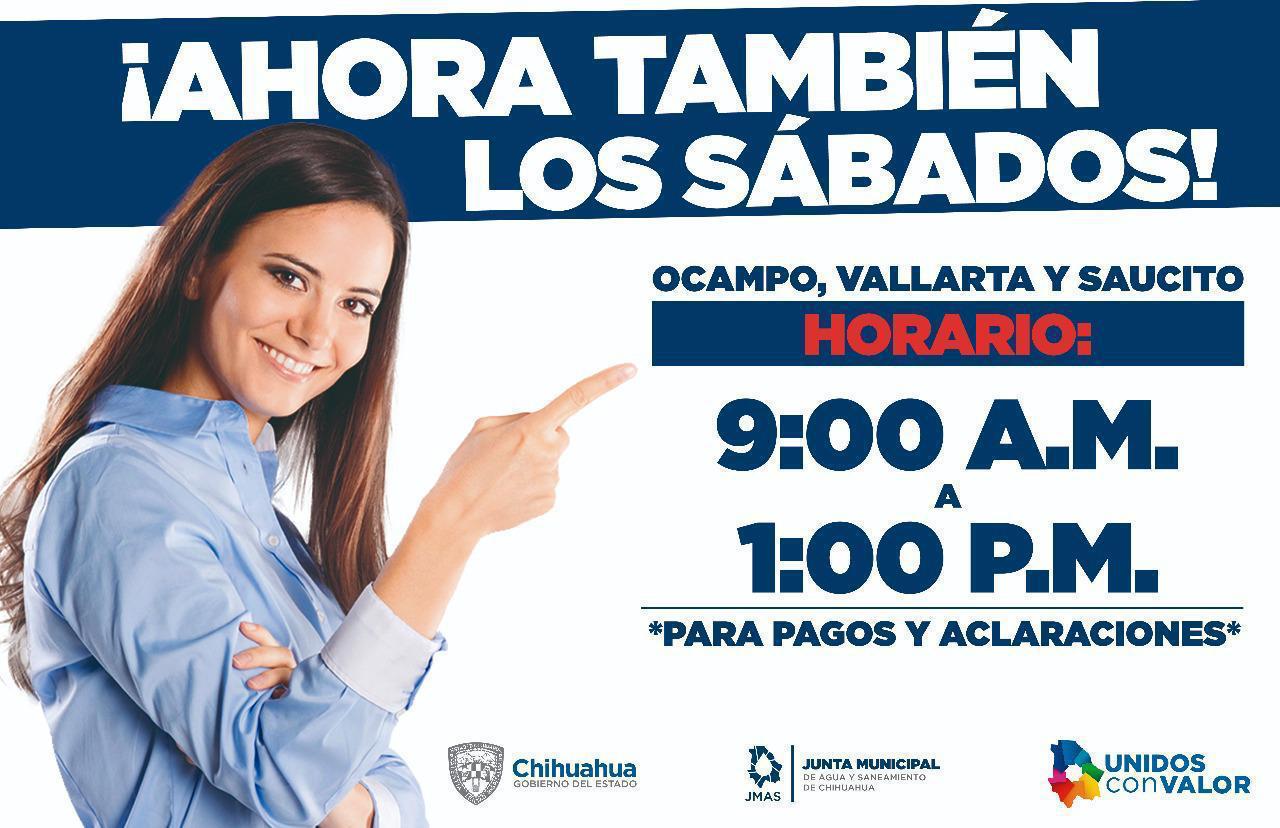 ¡AHORA TAMBIÉN
LOS SÁBADOS!
OCAMPO, VALLARTA Y SAUCITO
HORARIO:
9:00 A.M.
A
1:00 P.M.
*PARA PAGOS Y ACLARACIONES*
Chihuahua
GOBIERNO DEL ESTADO
JMAS
JUNTA MUNICIPAL
DE AGUA Y SANEAMIENTO
DE CHIHUAHUA
UNIDOS
conVALOR